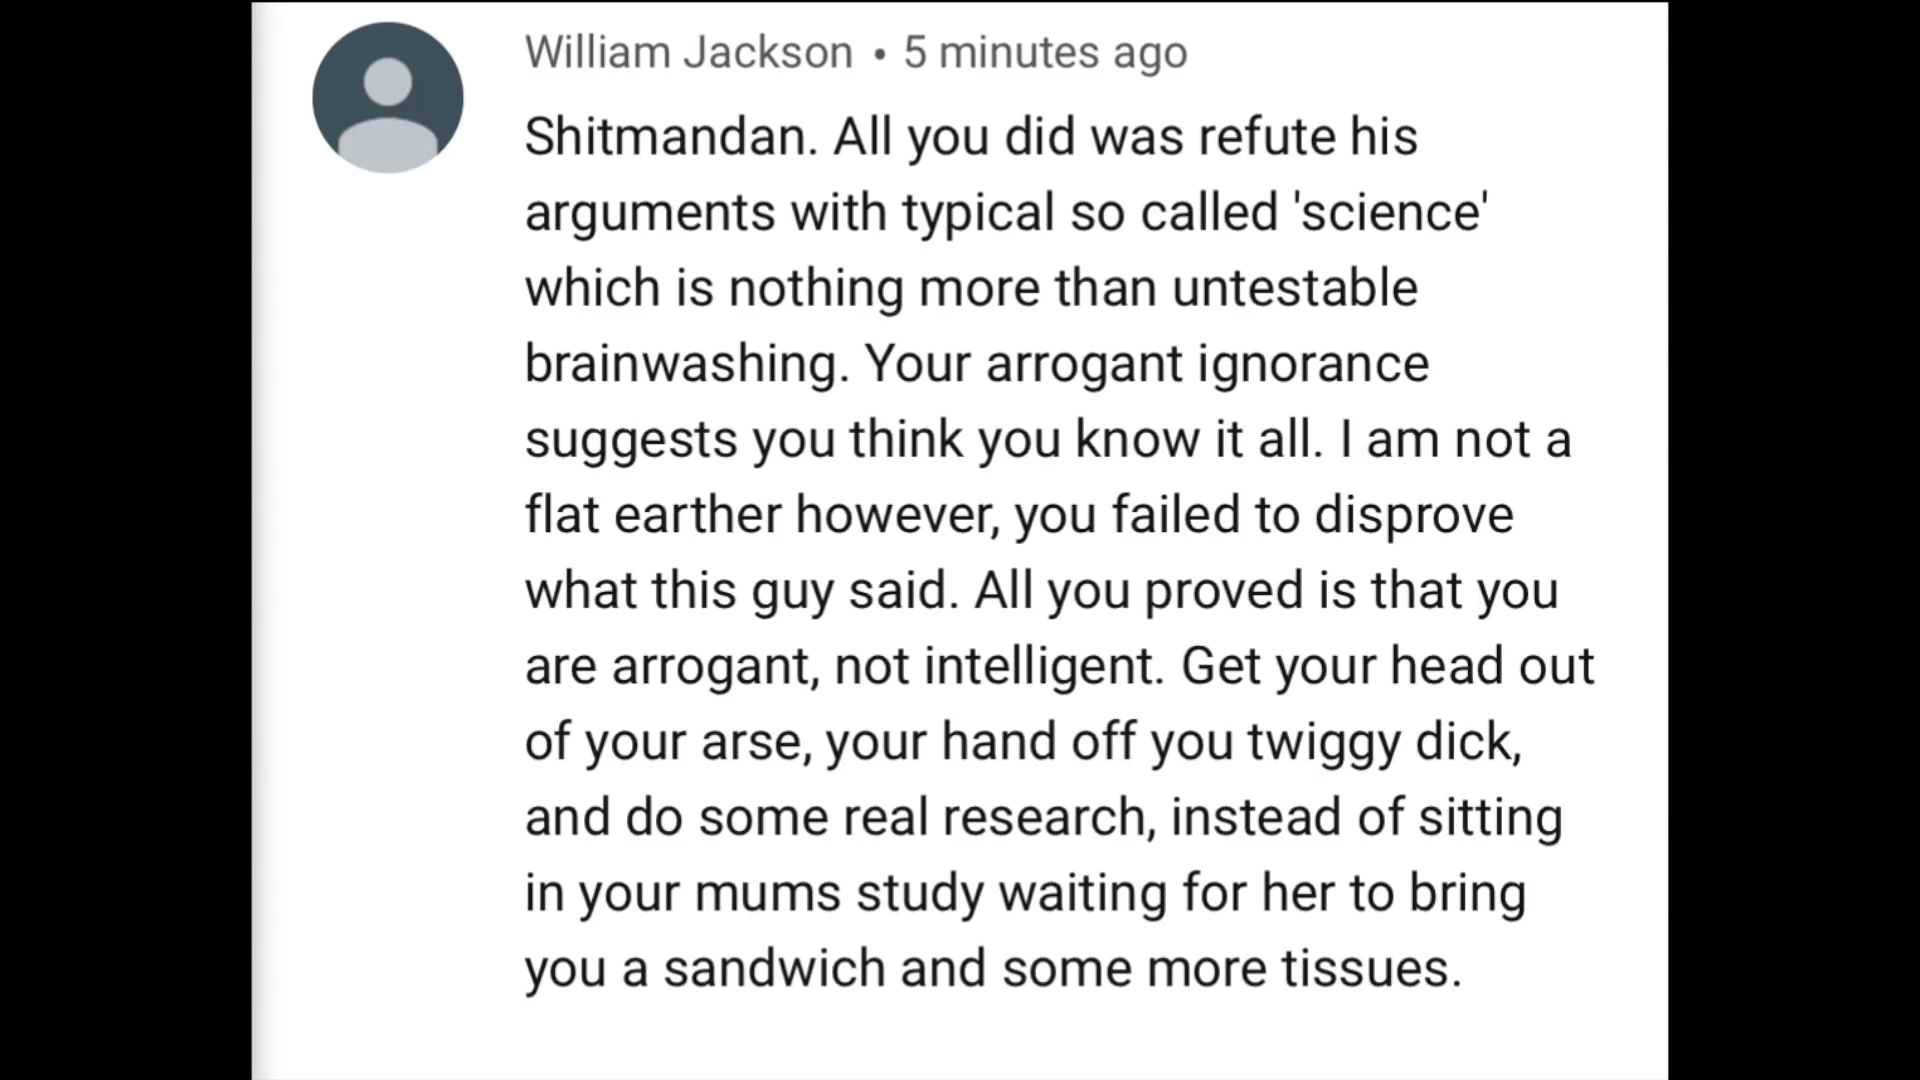 William Jackson • 5 minutes ago
Shitmandan. All you did was refute his
arguments with typical so called 'science'
which is nothing more than untestable
brainwashing. Your arrogant ignorance
suggests you think you know it all. I am not a
flat earther however, you failed to disprove
what this guy said. All you proved is that you
are arrogant, not intelligent. Get your head out
of your arse, your hand off you twiggy dick,
and do some real research, instead of sitting
in your mums study waiting for her to bring
you a sandwich and some more tissues.